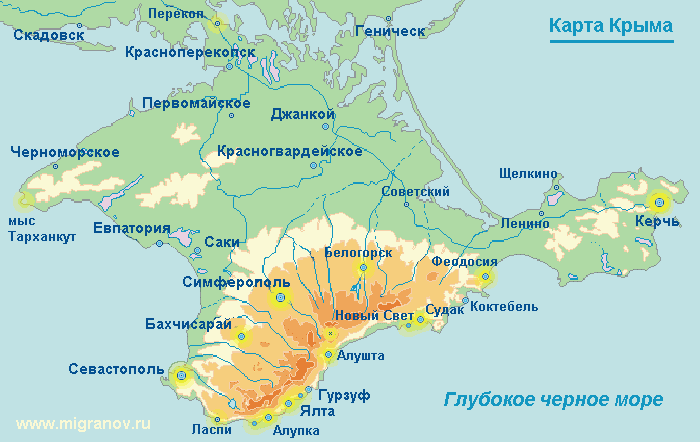 Перекоп
Скадовск
Геническ
Карта Крыма
Красноперекопск
Первомайское
Джанкой
Черноморское
Красногвардейское
Щелкино
Советский
мыс
Тарханкут
Евпатория
Ленино
Керчь
Саки
Белогорск
Феодосия
Симферополь
Новый Свет
Судак
Коктебель
Бахчисарай
Алушта
Севастополь
Гурзуф
Глубокое черное море
Ялта
www.migranov.ru
Ласпи
Алупка